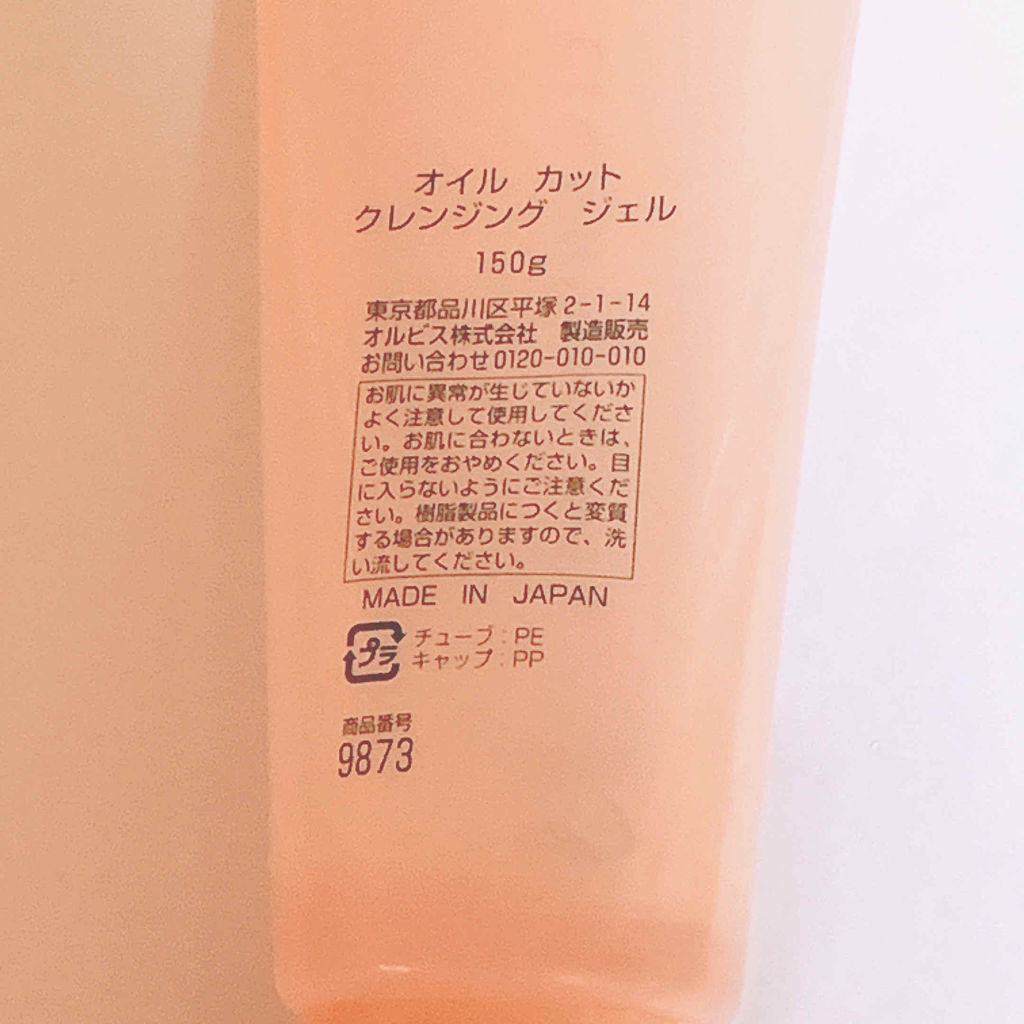 オイル カット
クレンジング ジェル
150g
東京都品川区平塚2-1-14
オルビス株式会社 製造販売
お問い合わせ0120-010-010
お肌に異常が生じていないか
よく注意して使用してくださ
い。お肌に合わないときは、
ご使用をおやめください。目
に入らないようにご注意くだ
さい。樹脂製品につくと変質
する場合がありますので、洗
い流してください。
MADE IN JAPAN
プラ
チューブ:PE
キャップ:PP
商品番号
9873